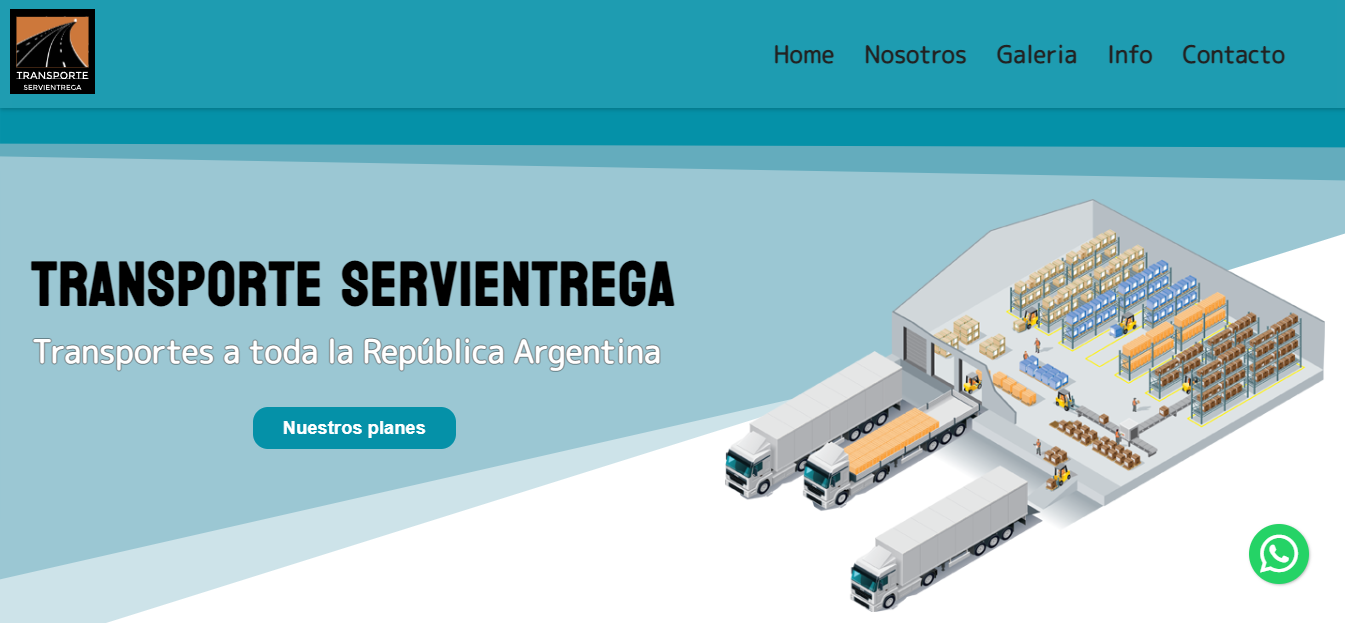 TRANSPORTE
SERVIENTREGA
Home Nosotros Galeria Info Contacto
TRANSPORTE SERVIENTREGA
Transportes a toda la República Argentina
Nuestros planes